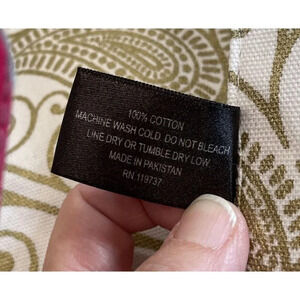 100% COTTON
MACHINE WASH COLD. DO NOT BLEACH
LINE DRY OR TUMBLE DRY LOW
MADE IN PAKISTAN
RN 119737